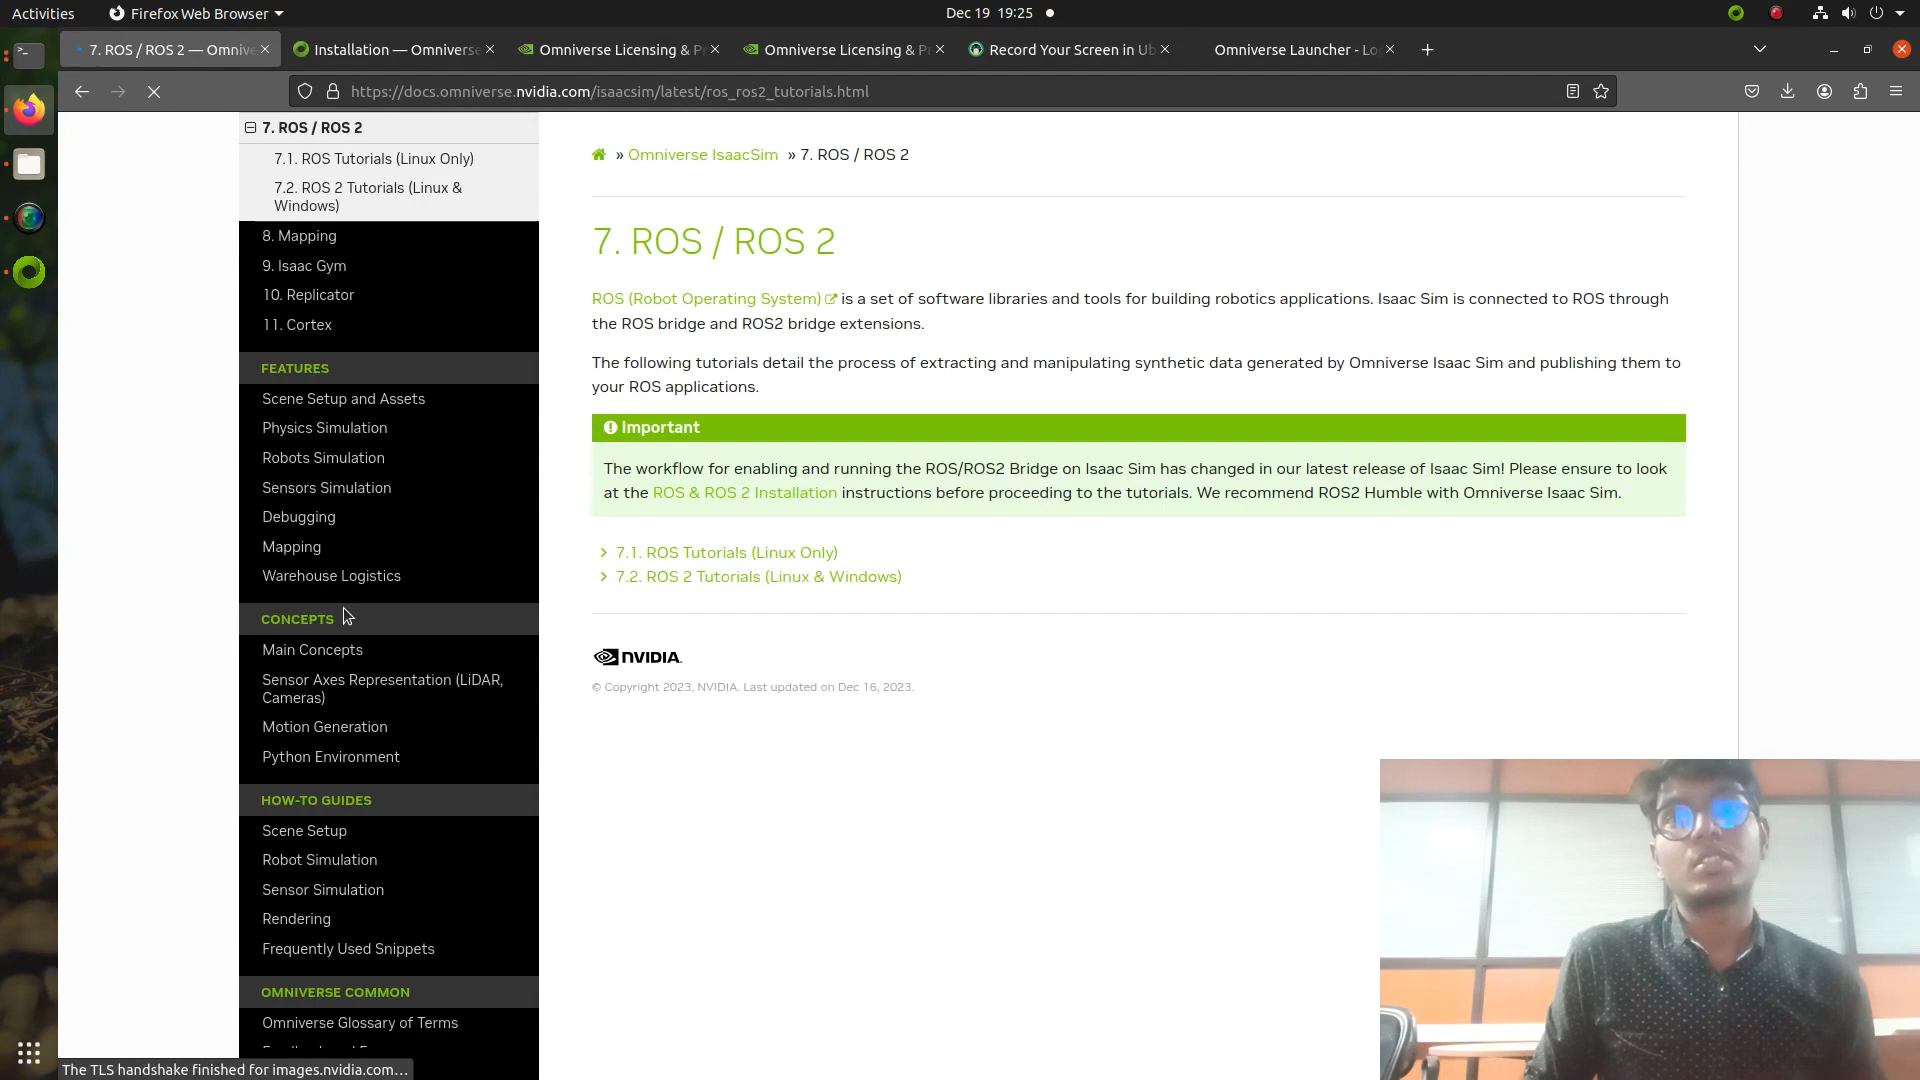 Activities
Firefox Web Browser
Dec 19 19:25
7. ROS / ROS 2 — Omnive
Installation — Omniverse
Omniverse Licensing & P
Omniverse Licensing & P
Record Your Screen in Ub
Omniverse Launcher - Lo
https://docs.omniverse.nvidia.com/isaacsim/latest/ros_ros2_tutorials.html
7. ROS / ROS 2
7.1. ROS Tutorials (Linux Only)
7.2. ROS 2 Tutorials (Linux &
Windows)
8. Mapping
9. Isaac Gym
10. Replicator
11. Cortex
FEATURES
Scene Setup and Assets
Physics Simulation
Robots Simulation
Sensors Simulation
Debugging
Mapping
Warehouse Logistics
CONCEPTS
Main Concepts
Sensor Axes Representation (LiDAR,
Cameras)
Motion Generation
Python Environment
HOW-TO GUIDES
Scene Setup
Robot Simulation
Sensor Simulation
Rendering
Frequently Used Snippets
OMNIVERSE COMMON
Omniverse Glossary of Terms
The TLS handshake finished for images.nvidia.com…
» Omniverse IsaacSim » 7. ROS / ROS 2
7. ROS / ROS 2
ROS (Robot Operating System) is a set of software libraries and tools for building robotics applications. Isaac Sim is connected to ROS through
the ROS bridge and ROS2 bridge extensions.
The following tutorials detail the process of extracting and manipulating synthetic data generated by Omniverse Isaac Sim and publishing them to
your ROS applications.
Important
The workflow for enabling and running the ROS/ROS2 Bridge on Isaac Sim has changed in our latest release of Isaac Sim! Please ensure to look
at the ROS & ROS 2 Installation instructions before proceeding to the tutorials. We recommend ROS2 Humble with Omniverse Isaac Sim.
7.1. ROS Tutorials (Linux Only)
7.2. ROS 2 Tutorials (Linux & Windows)
NVIDIA.
© Copyright 2023, NVIDIA. Last updated on Dec 16, 2023.